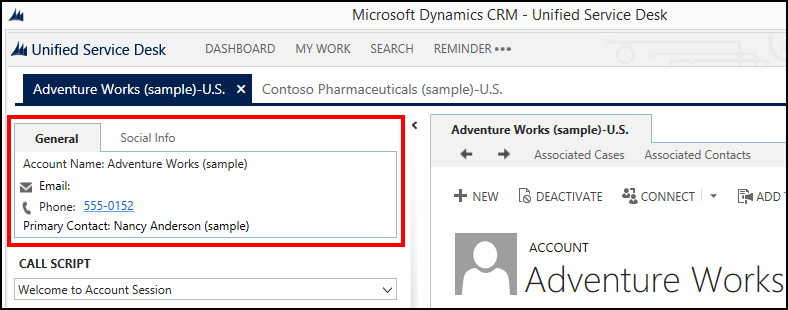 Microsoft Dynamics CRM - Unified Service Desk
Unified Service Desk DASHBOARD MY WORK SEARCH REMINDER •••
Adventure Works (sample)-U.S. × Contoso Pharmaceuticals (sample)-U.S.
General Social Info
Account Name: Adventure Works (sample)
Email:
Phone: 555-0152
Primary Contact: Nancy Anderson (sample)
CALL SCRIPT
Welcome to Account Session
Adventure Works (sample)-U.S.
Associated Cases Associated Contacts
NEW DEACTIVATE CONNECT ADD T
ACCOUNT
Adventure Works